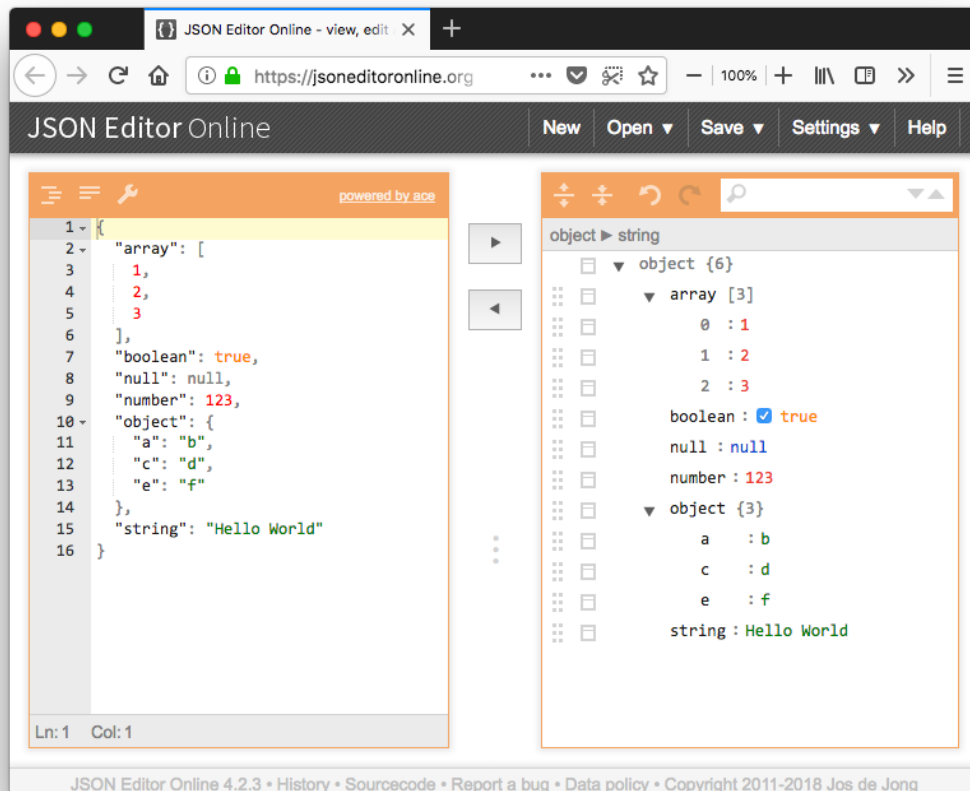 {} JSON Editor Online - view, edit
https://jsoneditoronline.org
100%
JSON Editor Online
New Open ▼ Save ▼ Settings ▼ Help
powered by ace
1 {
2 "array": [
3 1,
4 2,
5 3
6 ],
7 "boolean": true,
8 "null": null,
9 "number": 123,
10 "object": {
11 "a": "b",
12 "c": "d",
13 "e": "f"
14 },
15 "string": "Hello World"
16 }
Ln: 1 Col: 1
object ► string
▼ object {6}
▼ array [3]
0 : 1
1 : 2
2 : 3
boolean : true
null : null
number : 123
▼ object {3}
a : b
c : d
e : f
string : Hello World
JSON Editor Online 4.2.3 • History • Sourcecode • Report a bug • Data policy • Copyright 2011-2018 Jos de Jong